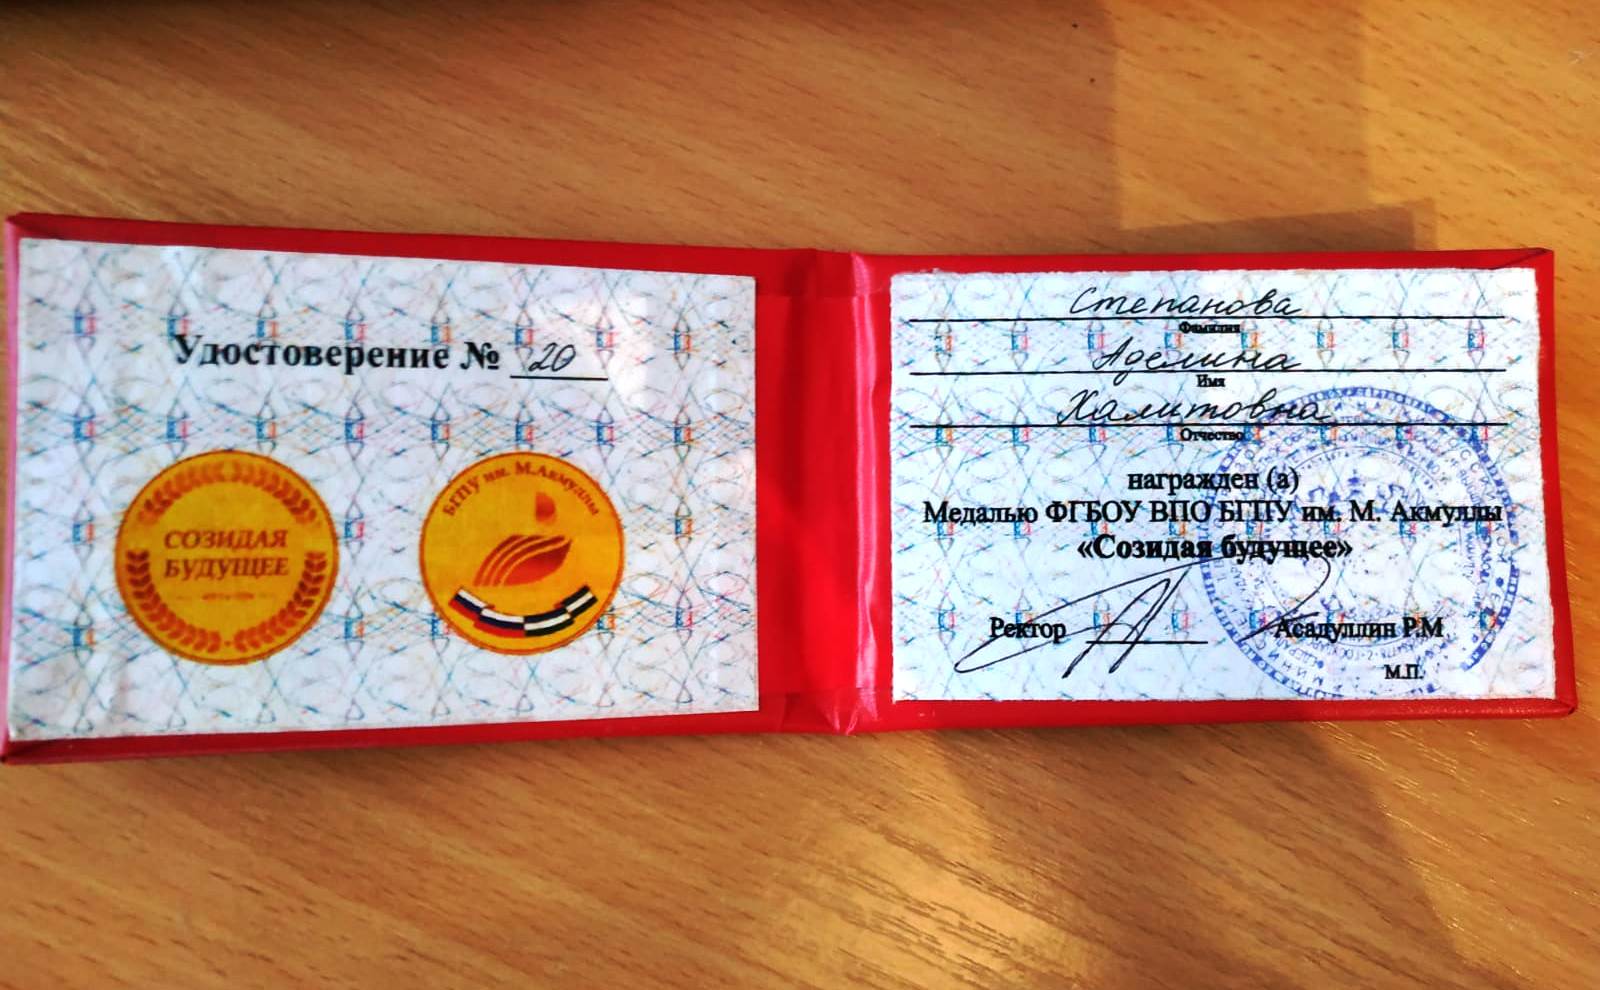 Удостоверение № 20
СОЗИДАЯ
БУДУЩЕЕ
БГПУ им. М.Акмуллы
Степанова
Фамилия
Аделина
Имя
Халитовна
Отчество
награжден (а)
Медалью ФГБОУ ВПО БГПУ им. М. Акмуллы
«Созидая будущее»
Ректор Асадуллин Р.М
М.П.